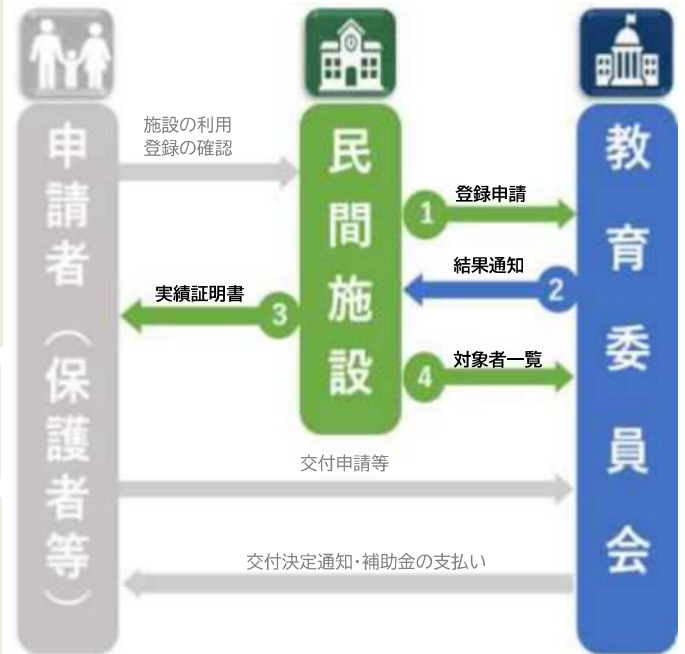 申請者（保護者等）
民間施設
教育委員会
施設の利用
登録の確認
1
登録申請
結果通知
2
実績証明書
3
4
対象者一覧
交付申請等
交付決定通知･補助金の支払い